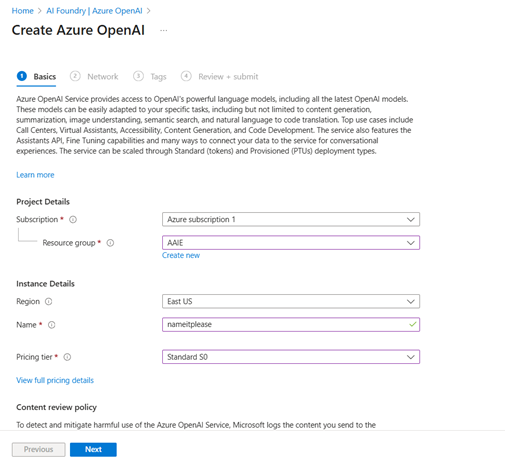 Home > AI Foundry | Azure OpenAI >
Create Azure OpenAI ...
1 Basics 2 Network 3 Tags 4 Review + submit
Azure OpenAI Service provides access to OpenAI's powerful language models, including all the latest OpenAI models.
These models can be easily adapted to your specific tasks, including but not limited to content generation,
summarization, image understanding, semantic search, and natural language to code translation. Top use cases include
Call Centers, Virtual Assistants, Accessibility, Content Generation, and Code Development. The service also features the
Assistants API, Fine Tuning capabilities and many ways to connect your data to the service for conversational
experiences. The service can be scaled through Standard (tokens) and Provisioned (PTUs) deployment types.
Learn more
Project Details
Subscription * Azure subscription 1
Resource group * AAIE
Create new
Instance Details
Region East US
Name * nameitplease
Pricing tier * Standard S0
View full pricing details
Content review policy
To detect and mitigate harmful use of the Azure OpenAI Service, Microsoft logs the content you send to the
Previous Next